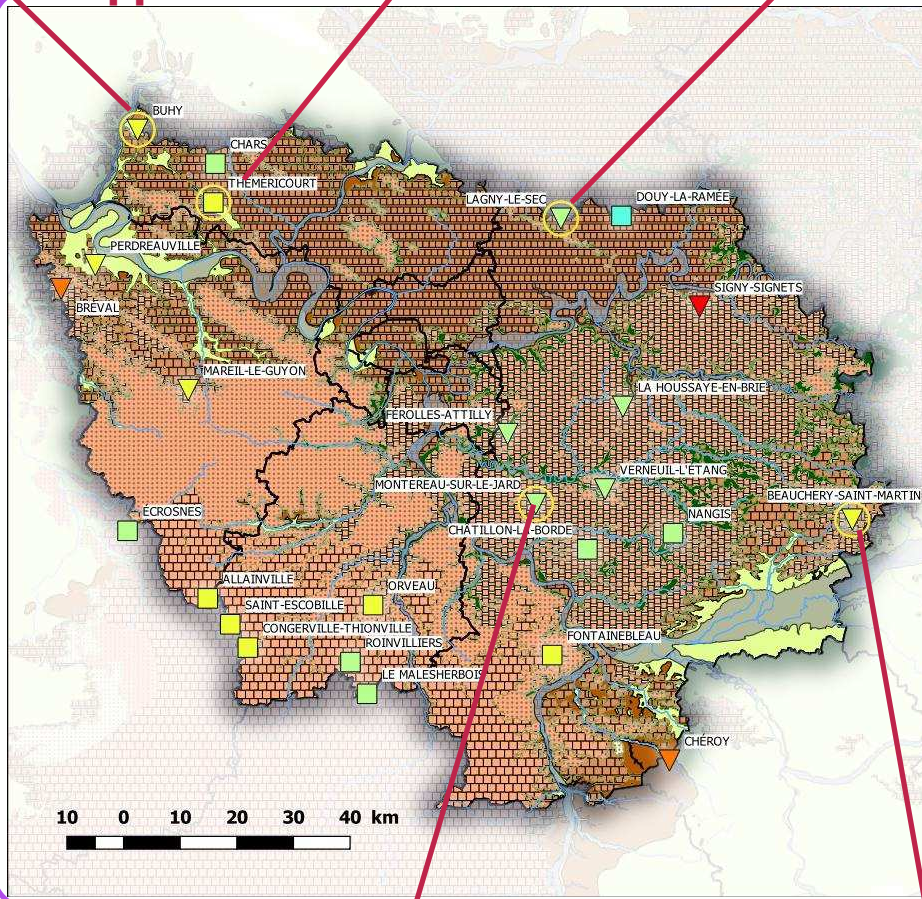 BUHY
CHARS
THÉMERICOURT
LAGNY-LE-SEC
DOUY-LA-RAMÉE
PERDREAUVILLE
SIGNY-SIGNETS
BRÉVAL
MAREIL-LE-GUYON
LA HOUSSAYE-EN-BRIE
FÉROLLES-ATTILLY
VERNEUIL-L'ÉTANG
MONTEREAU-SUR-LE-JARD
BEAUCHERY-SAINT-MARTIN
ÉCROSNES
NANGIS
CHÂTILLON-LA-BORDE
ALLAINVILLE
ORVEAU
SAINT-ESCOBILLE
CONGERVILLE-THIONVILLE
FONTAINEBLEAU
ROINVILLIERS
LE MALESHERBOIS
CHÉROY
10 0 10 20 30 40 km